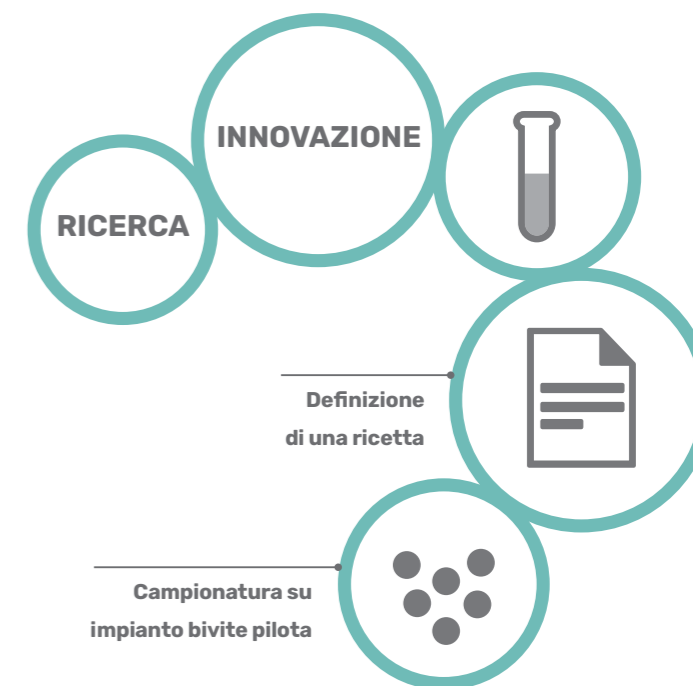 INNOVAZIONE
RICERCA
Definizione
di una ricetta
Campionatura su
impianto bivite pilota